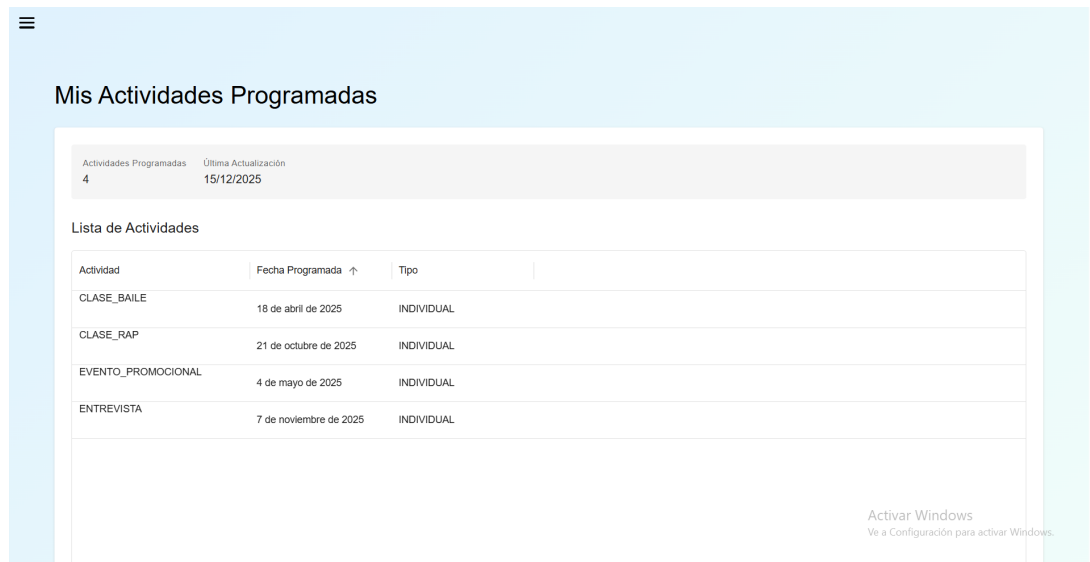 Mis Actividades Programadas
Actividades Programadas Última Actualización
4 15/12/2025
Lista de Actividades
Actividad Fecha Programada Tipo
CLASE_BAILE 18 de abril de 2025 INDIVIDUAL
CLASE_RAP 21 de octubre de 2025 INDIVIDUAL
EVENTO_PROMOCIONAL 4 de mayo de 2025 INDIVIDUAL
ENTREVISTA 7 de noviembre de 2025 INDIVIDUAL
Activar Windows
Ve a Configuración para activar Windows.